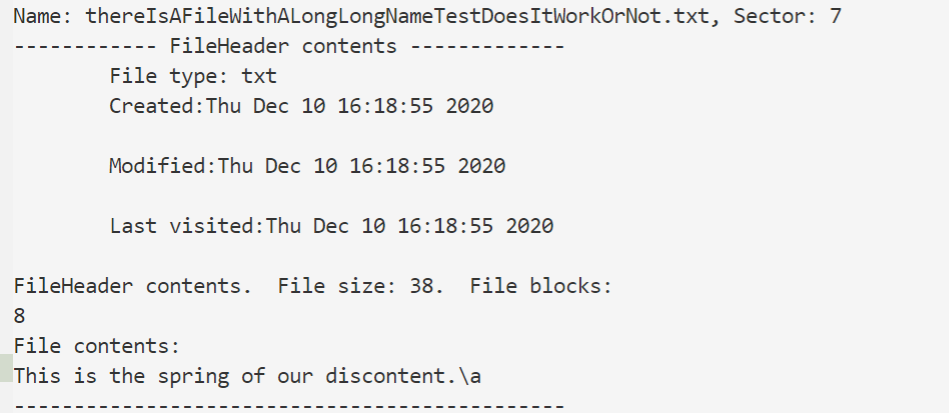 Name: thereIsAFileWithALongLongNameTestDoesItWorkOrNot.txt, Sector: 7
------------ FileHeader contents -------------
File type: txt
Created:Thu Dec 10 16:18:55 2020
Modified:Thu Dec 10 16:18:55 2020
Last visited:Thu Dec 10 16:18:55 2020
FileHeader contents.  File size: 38.  File blocks:
8
File contents:
This is the spring of our discontent.\a
----------------------------------------------